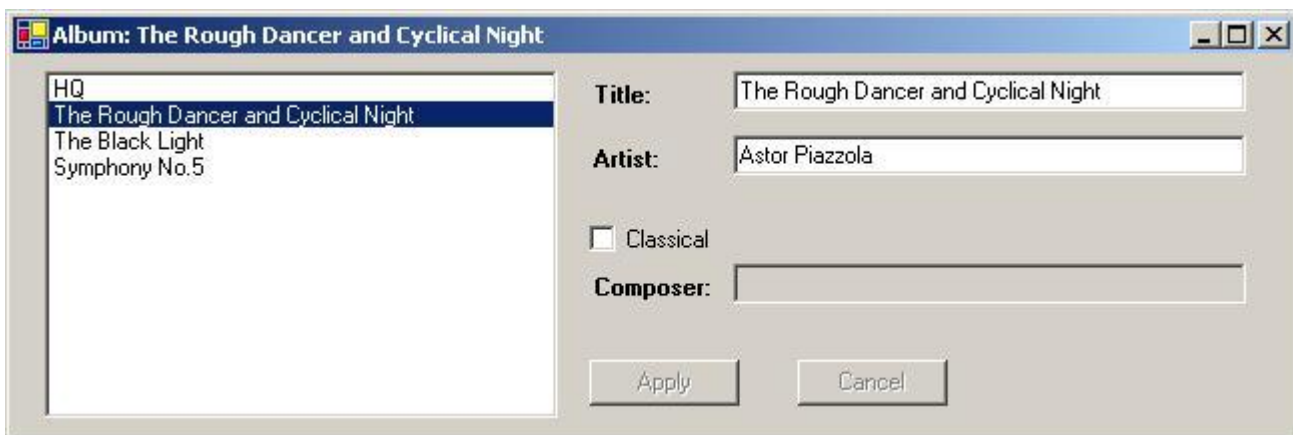 Album: The Rough Dancer and Cyclical Night
HQ
The Rough Dancer and Cyclical Night
The Black Light
Symphony No.5
Title: The Rough Dancer and Cyclical Night
Artist: Astor Piazzola
Classical
Composer:
Apply Cancel